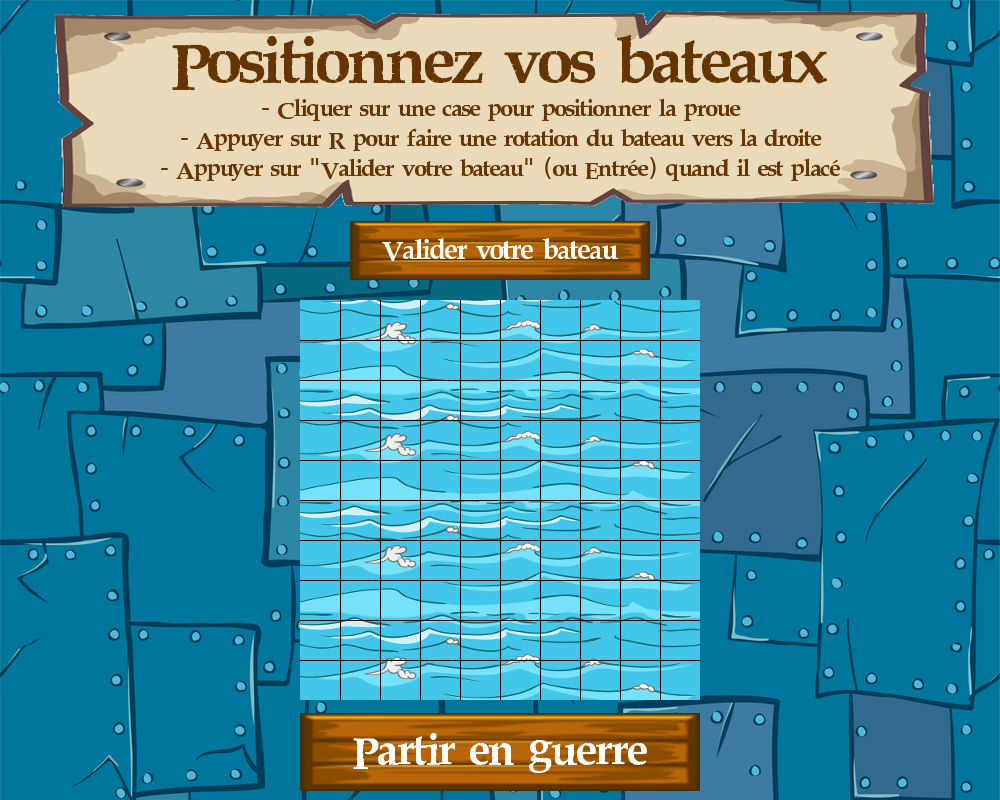 Positionnez vos bateaux
- Cliquer sur une case pour positionner la proue
- Appuyer sur R pour faire une rotation du bateau vers la droite
- Appuyer sur "Valider votre bateau" (ou Entrée) quand il est placé
Valider votre bateau
Partir en guerre